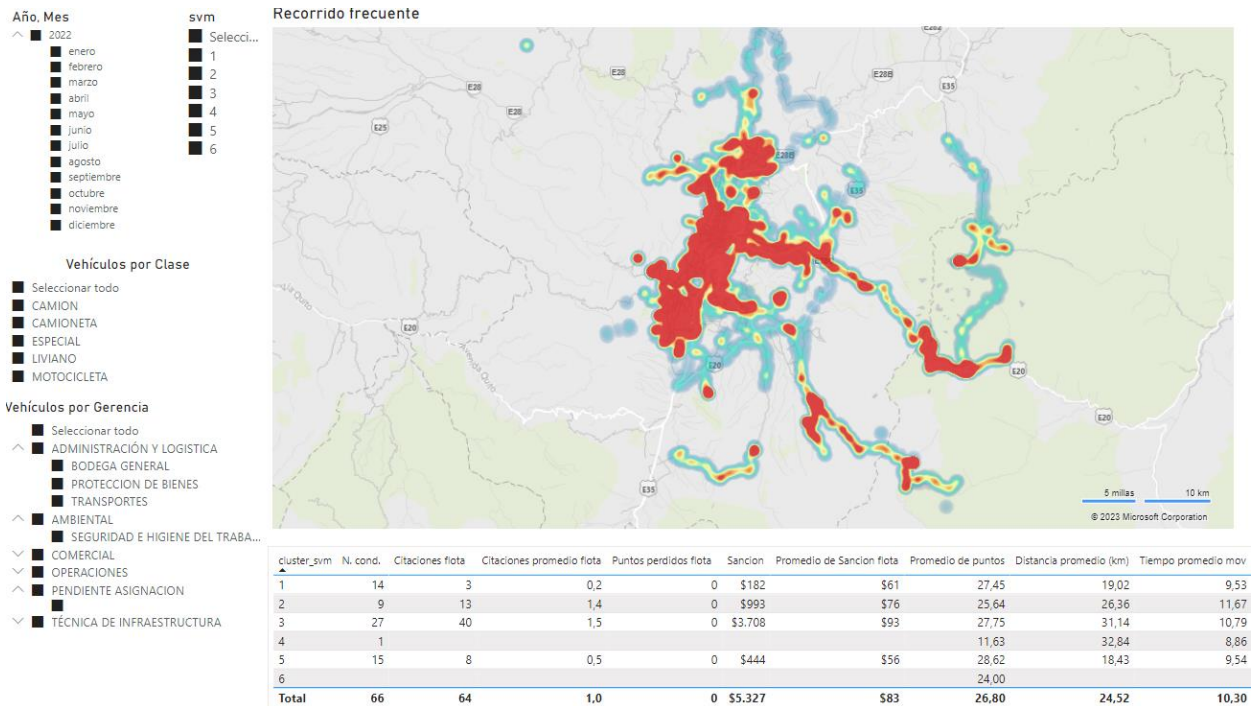 Año, Mes
2022
enero
febrero
marzo
abril
mayo
junio
julio
agosto
septiembre
octubre
noviembre
diciembre
svm
Selecci...
1
2
3
4
5
6
Vehículos por Clase
Seleccionar todo
CAMION
CAMIONETA
ESPECIAL
LIVIANO
MOTOCICLETA
Vehículos por Gerencia
Seleccionar todo
ADMINISTRACIÓN Y LOGISTICA
BODEGA GENERAL
PROTECCION DE BIENES
TRANSPORTES
AMBIENTAL
SEGURIDAD E HIGIENE DEL TRABA...
COMERCIAL
OPERACIONES
PENDIENTE ASIGNACION
TÉCNICA DE INFRAESTRUCTURA
Recorrido frecuente
E28
E28B
E28
E35
E28
E25
E28B
E35
E20
E20
E20
E20
E35
Avenida Quito
5 millas 10 km
© 2023 Microsoft Corporation
cluster_svm N. cond. Citaciones flota Citaciones promedio flota Puntos perdidos flota Sancion Promedio de Sancion flota Promedio de puntos Distancia promedio (km) Tiempo promedio mov
1 14 3 0,2 0 $182 $61 27,45 19,02 9,53
2 9 13 1,4 0 $993 $76 25,64 26,36 11,67
3 27 40 1,5 0 $3.708 $93 27,75 31,14 10,79
4 1 11,63 32,84 8,86
5 15 8 0,5 0 $444 $56 28,62 18,43 9,54
6 24,00
Total 66 64 1,0 0 $5.327 $83 26,80 24,52 10,30